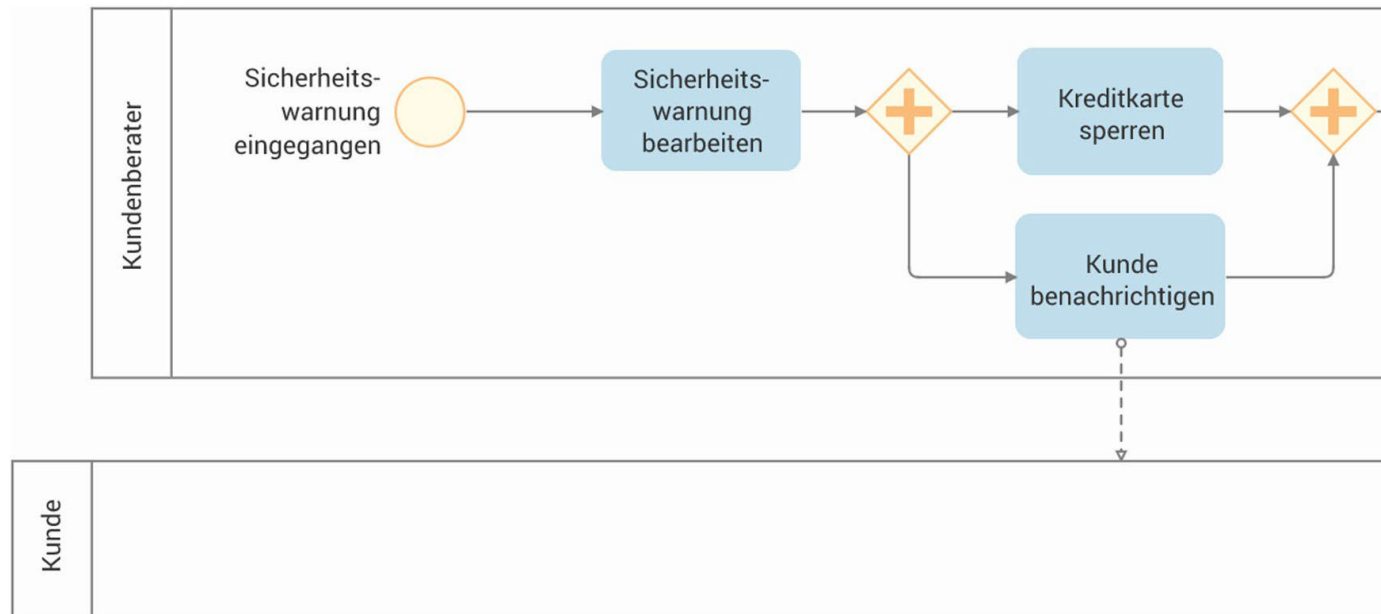 Kundenberater
Sicherheits-
warnung
eingegangen
Sicherheits-
warnung
bearbeiten
Kreditkarte
sperren
Kunde
benachrichtigen
Kunde